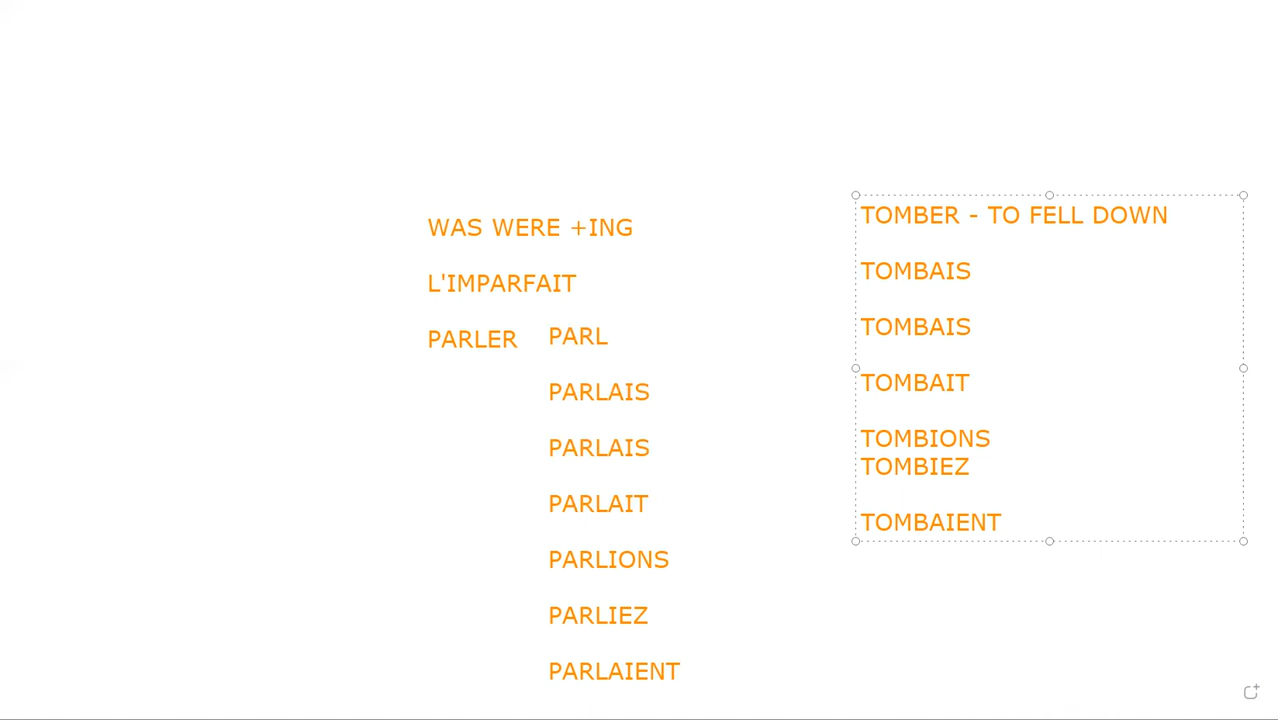 WAS WERE +ING
L'IMPARFAIT
PARLER
PARL
PARLAIS
PARLAIS
PARLAIT
PARLIONS
PARLIEZ
PARLAIENT
TOMBER - TO FELL DOWN
TOMBAIS
TOMBAIS
TOMBAIT
TOMBIONS
TOMBIEZ
TOMBAIENT